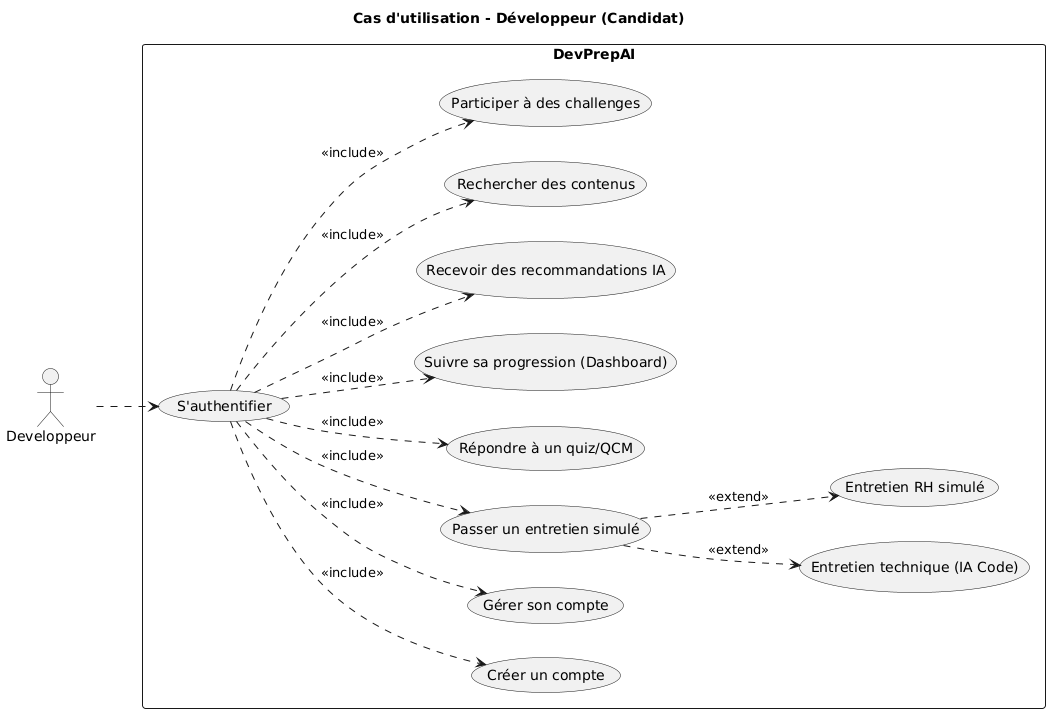 Cas d'utilisation - Développeur (Candidat)
DevPrepAI
Participer à des challenges
«include»
Rechercher des contenus
«include»
Recevoir des recommandations IA
«include»
Suivre sa progression (Dashboard)
«include»
S'authentifier
Developpeur
«include»
Répondre à un quiz/QCM
«include»
Passer un entretien simulé
«extend»
Entretien RH simulé
«extend»
Entretien technique (IA Code)
«include»
Gérer son compte
«include»
Créer un compte